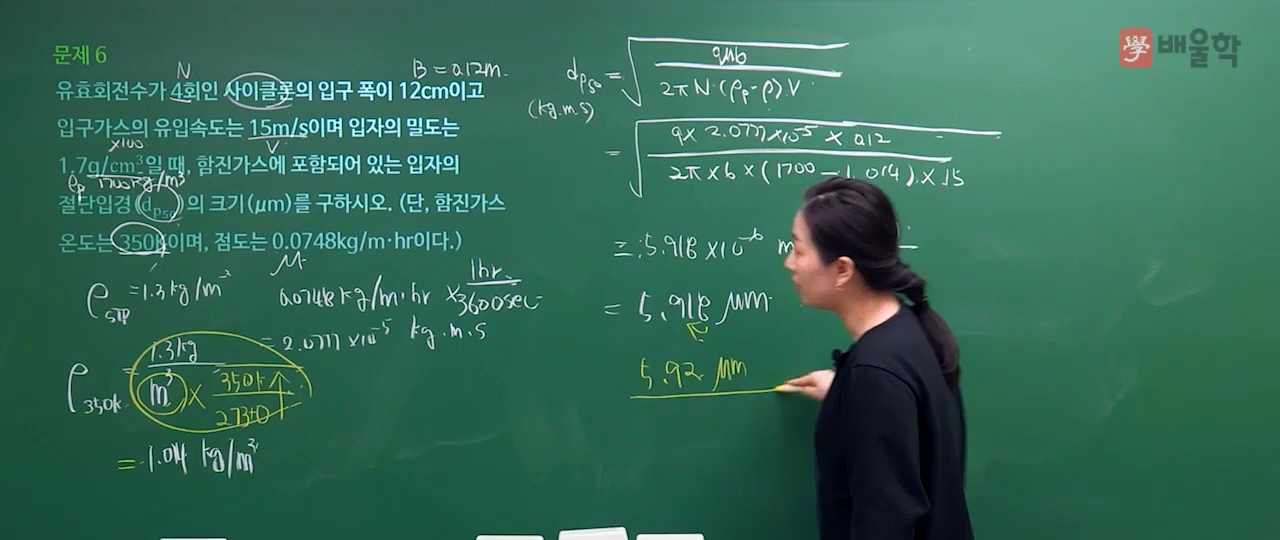 學 배울학
문제 6
N
B = 0.12m.
유효회전수가 4회인 사이클론의 입구 폭이 12cm이고
입구가스의 유입속도는 15m/s이며 입자의 밀도는
V
×100
1.7g/cm³일 때, 함진가스에 포함되어 있는 입자의
ρp 1700kg/m³
절단입경(dp50)의 크기(μm)를 구하시오. (단, 함진가스
온도는 350K이며, 점도는 0.0748kg/m·hr이다.)
μ
ρSTP = 1.3kg/m³
0.0748kg/m·hr × 1hr / 3600sec
= 2.0777×10⁻⁵ kg.m.s
ρ350K = 1.3kg / m³ × 350K / 273+0
= 1.014 kg/m³
dp50 = √ 9μB / 2πN·(ρp-ρ).V
(kg.m.s)
= √ 9× 2.0777×10⁻⁵ × 0.12 / 2π×6×(1700-1.014).×15
= 5.918×10⁻⁶ m
= 5.918 μm
5.92 μm